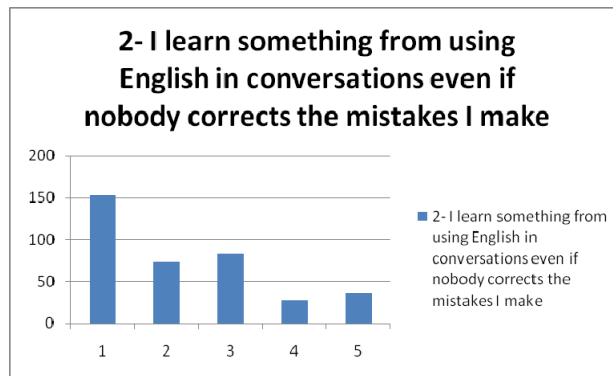 2- I learn something from using
English in conversations even if
nobody corrects the mistakes I make
200
150
100
50
0
1 2 3 4 5
2- I learn something from
using English in
conversations even if
nobody corrects the
mistakes I make